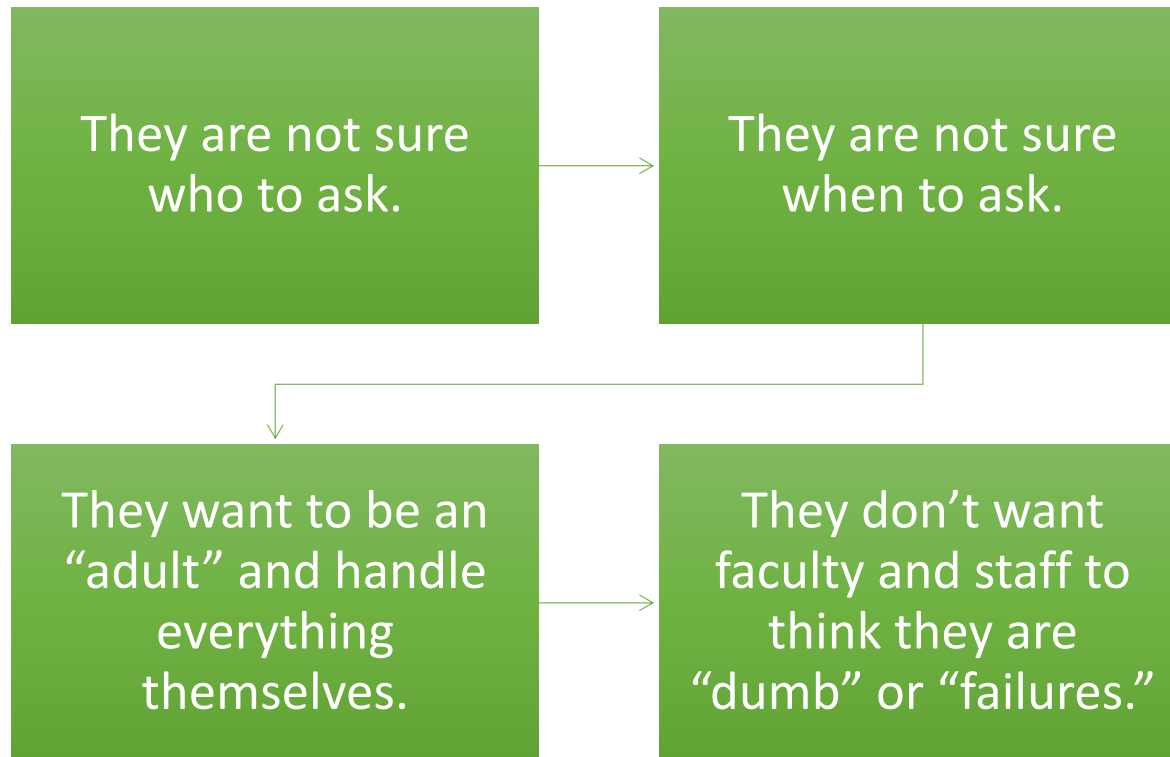 They are not sure
who to ask.
They are not sure
when to ask.
They want to be an
“adult” and handle
everything
themselves.
They don’t want
faculty and staff to
think they are
“dumb” or “failures.”